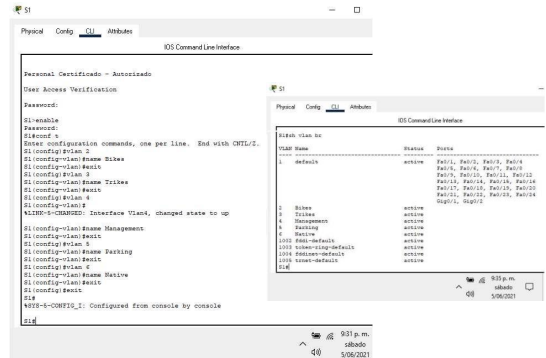 S1
Physical Config CLI Attributes
IOS Command Line Interface
Personal Certificado - Autorizado
User Access Verification
Password:
S1>enable
Password:
S1#conf t
Enter configuration commands, one per line. End with CNTL/Z.
S1(config)#vlan 2
S1(config-vlan)#name Bikes
S1(config-vlan)#exit
S1(config)#vlan 3
S1(config-vlan)#name Trikes
S1(config-vlan)#exit
S1(config)#vlan 4
S1(config-vlan)#
%LINK-5-CHANGED: Interface Vlan4, changed state to up
S1(config-vlan)#name Management
S1(config-vlan)#exit
S1(config)#vlan 5
S1(config-vlan)#name Parking
S1(config-vlan)#exit
S1(config)#vlan 6
S1(config-vlan)#name Native
S1(config-vlan)#exit
S1(config)#exit
S1#
%SYS-5-CONFIG_I: Configured from console by console
S1#
9:31 p. m.
sábado
5/06/2021
S1
Physical Config CLI Attributes
IOS Command Line Interface
S1#sh vlan br
VLAN Name Status Ports
1 default active Fa0/1, Fa0/2, Fa0/3, Fa0/4
Fa0/5, Fa0/6, Fa0/7, Fa0/8
Fa0/9, Fa0/10, Fa0/11, Fa0/12
Fa0/13, Fa0/14, Fa0/15, Fa0/16
Fa0/17, Fa0/18, Fa0/19, Fa0/20
Fa0/21, Fa0/22, Fa0/23, Fa0/24
Gig0/1, Gig0/2
2 Bikes active
3 Trikes active
4 Management active
5 Parking active
6 Native active
1002 fddi-default active
1003 token-ring-default active
1004 fddinet-default active
1005 trnet-default active
S1#
9:35 p. m.
sábado
5/06/2021